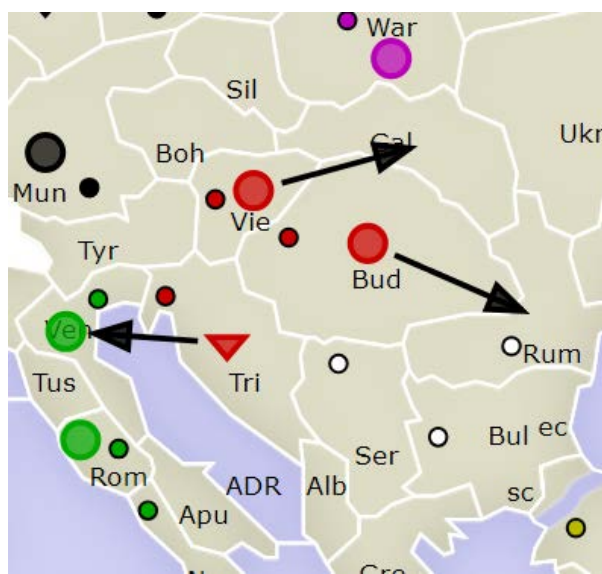 War
Sil
Gal
Ukr
Boh
Mun
Vie
Tyr
Bud
Ven
Rum
Tus
Tri
Bul
ec
Ser
Rom
ADR
Alb
sc
Apu